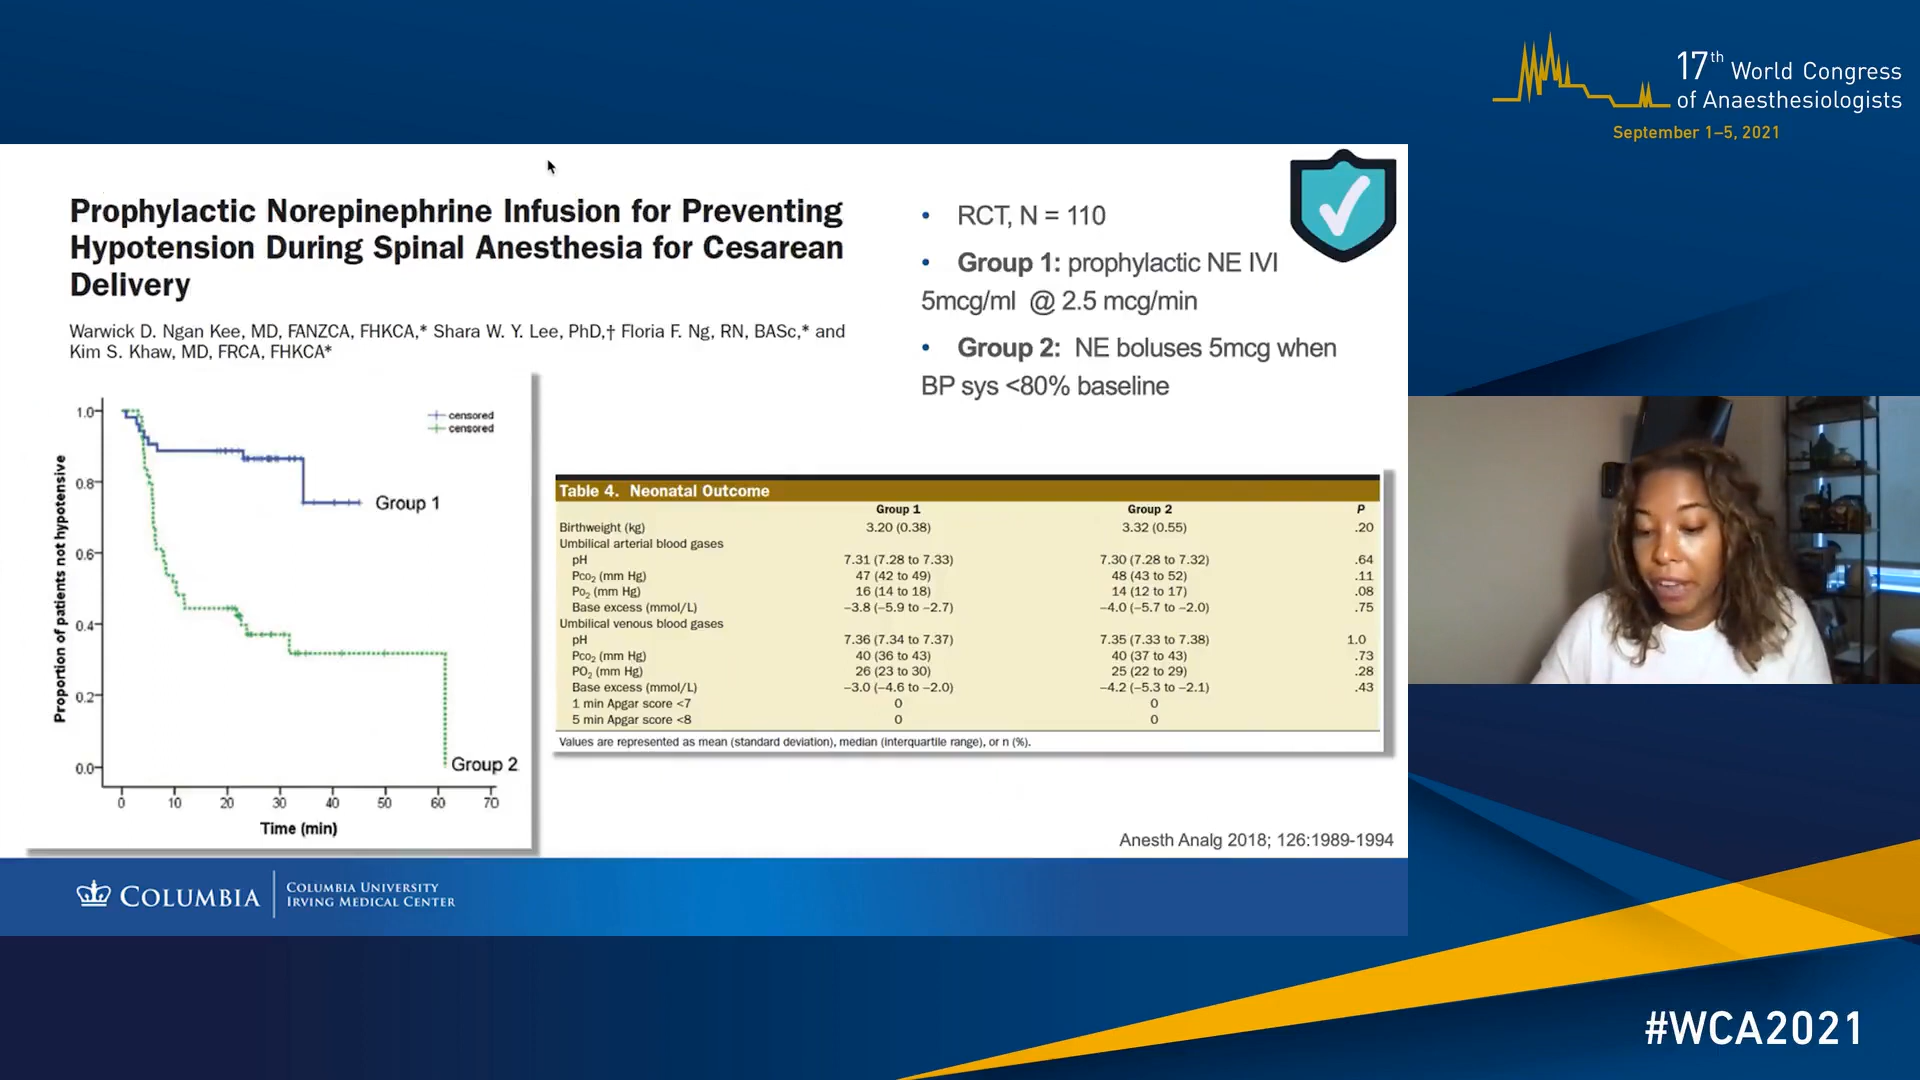 17th World Congress
of Anaesthesiologists
September 1–5, 2021
Prophylactic Norepinephrine Infusion for Preventing
Hypotension During Spinal Anesthesia for Cesarean
Delivery
Warwick D. Ngan Kee, MD, FANZCA, FHKCA,* Shara W. Y. Lee, PhD,† Floria F. Ng, RN, BASc,* and
Kim S. Khaw, MD, FRCA, FHKCA*
• RCT, N = 110
• Group 1: prophylactic NE IVI
5mcg/ml @ 2.5 mcg/min
• Group 2: NE boluses 5mcg when
BP sys <80% baseline
Proportion of patients not hypotensive
1.0
0.8
0.6
0.4
0.2
0.0
censored
censored
Group 1
Group 2
0 10 20 30 40 50 60 70
Time (min)
Table 4. Neonatal Outcome
Group 1 Group 2 P
Birthweight (kg) 3.20 (0.38) 3.32 (0.55) .20
Umbilical arterial blood gases
pH 7.31 (7.28 to 7.33) 7.30 (7.28 to 7.32) .64
Pco₂ (mm Hg) 47 (42 to 49) 48 (43 to 52) .11
Po₂ (mm Hg) 16 (14 to 18) 14 (12 to 17) .08
Base excess (mmol/L) −3.8 (−5.9 to −2.7) −4.0 (−5.7 to −2.0) .75
Umbilical venous blood gases
pH 7.36 (7.34 to 7.37) 7.35 (7.33 to 7.38) 1.0
Pco₂ (mm Hg) 40 (36 to 43) 40 (37 to 43) .73
PO₂ (mm Hg) 26 (23 to 30) 25 (22 to 29) .28
Base excess (mmol/L) −3.0 (−4.6 to −2.0) −4.2 (−5.3 to −2.1) .43
1 min Apgar score <7 0 0
5 min Apgar score <8 0 0
Values are represented as mean (standard deviation), median (interquartile range), or n (%).
Anesth Analg 2018; 126:1989-1994
COLUMBIA
COLUMBIA UNIVERSITY
IRVING MEDICAL CENTER
#WCA2021